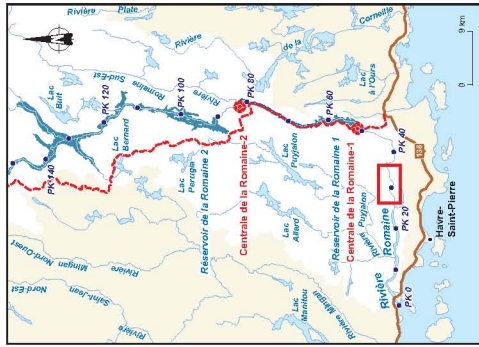 Rivière
Plate
Corneille
9 km
0
Rivière
de la
Lac
Buit
PK 120
Sud-Est
Romaine
PK 100
Rivière
PK 80
Lac
à l'Ours
PK 60
PK 40
138
PK 140
Lac
Bernard
Lac
Perrugia
Réservoir de la Romaine 2
Centrale de la Romaine-2
Lac
Puyjalon
Lac
Allard
Réservoir de la Romaine 1
Centrale de la Romaine-1
Rivière Puyjalon
Romaine
Rivière
PK 20
PK 0
Havre-
Saint-Pierre
Rivière Mingan Nord-Ouest
Rivière
Saint-Jean
Nord-Est
Lac
Manitou
Rivière Mingan